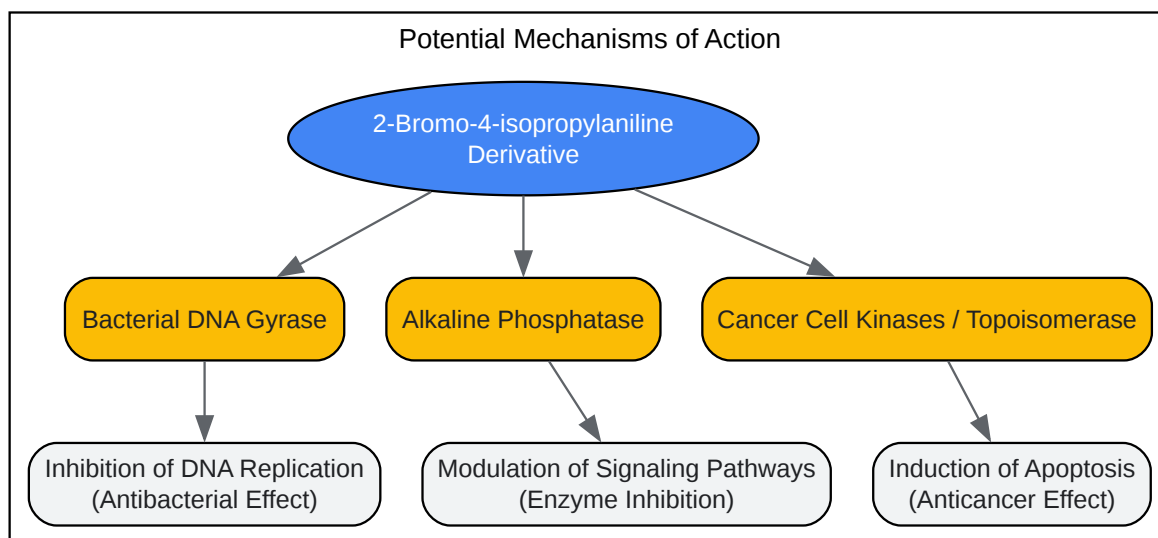 Potential Mechanisms of Action
2-Bromo-4-isopropylaniline
Derivative
Bacterial DNA Gyrase
Alkaline Phosphatase
Cancer Cell Kinases / Topoisomerase
Inhibition of DNA Replication
(Antibacterial Effect)
Modulation of Signaling Pathways
(Enzyme Inhibition)
Induction of Apoptosis
(Anticancer Effect)